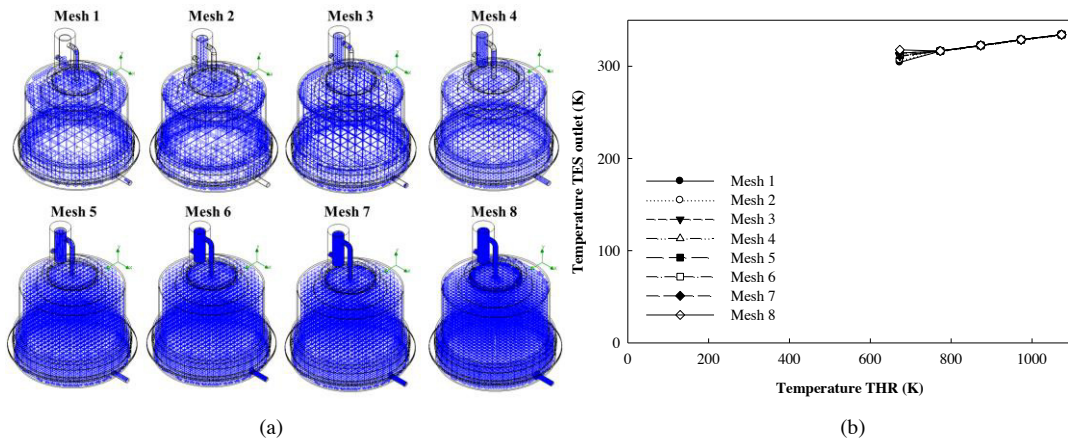 Mesh 1 Mesh 2 Mesh 3 Mesh 4
Mesh 5 Mesh 6 Mesh 7 Mesh 8
(a)
Temperature TES outlet (K)
300
200
100
0
Mesh 1
Mesh 2
Mesh 3
Mesh 4
Mesh 5
Mesh 6
Mesh 7
Mesh 8
0 200 400 600 800 1000
Temperature THR (K)
(b)